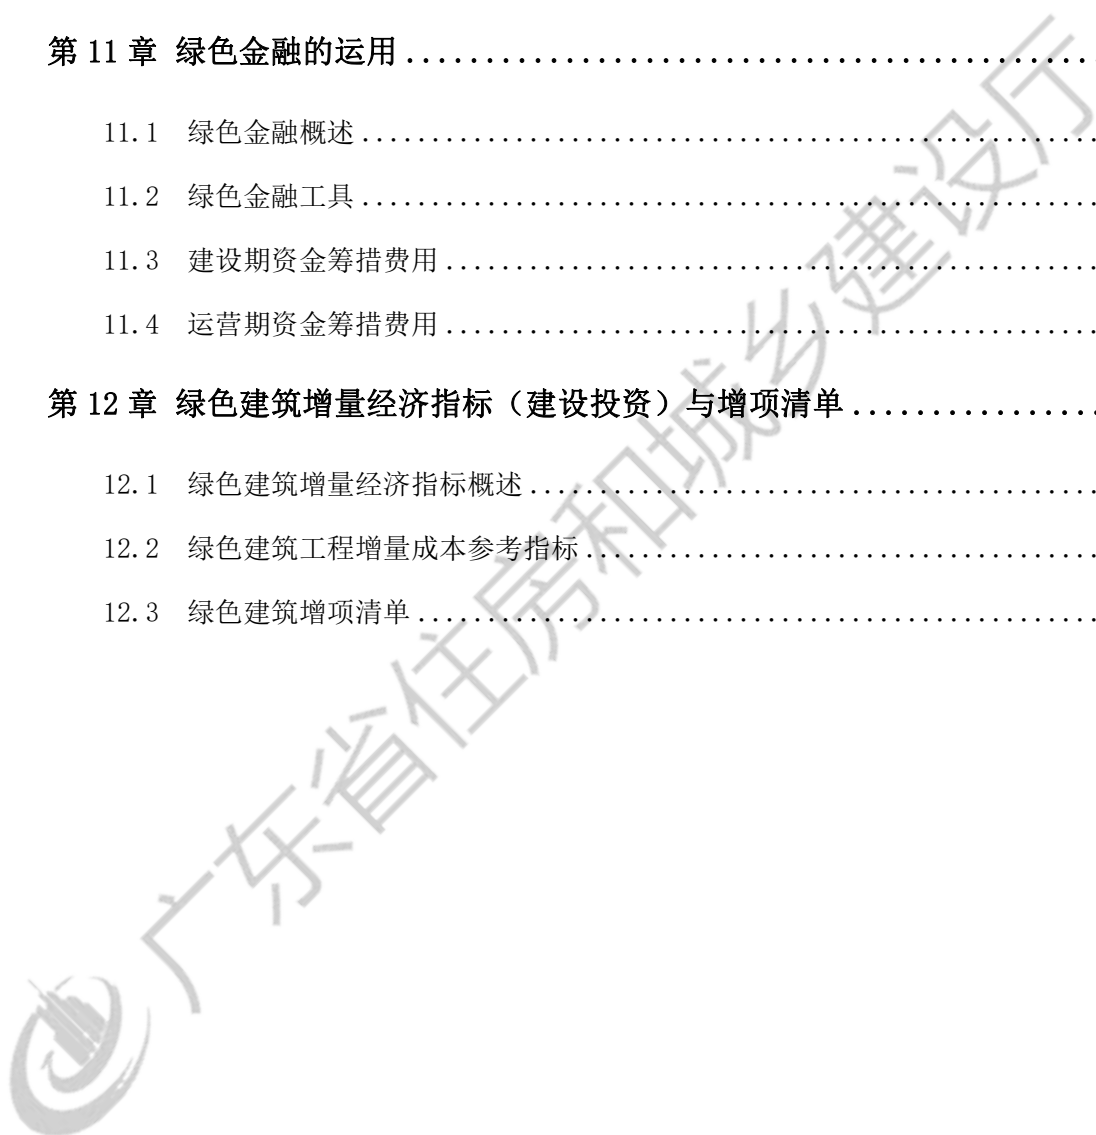 第 11 章 绿色金融的运用
11.1 绿色金融概述
11.2 绿色金融工具
11.3 建设期资金筹措费用
11.4 运营期资金筹措费用
第 12 章 绿色建筑增量经济指标（建设投资）与增项清单
12.1 绿色建筑增量经济指标概述
12.2 绿色建筑工程增量成本参考指标
12.3 绿色建筑增项清单
广东省住房和城乡建设厅